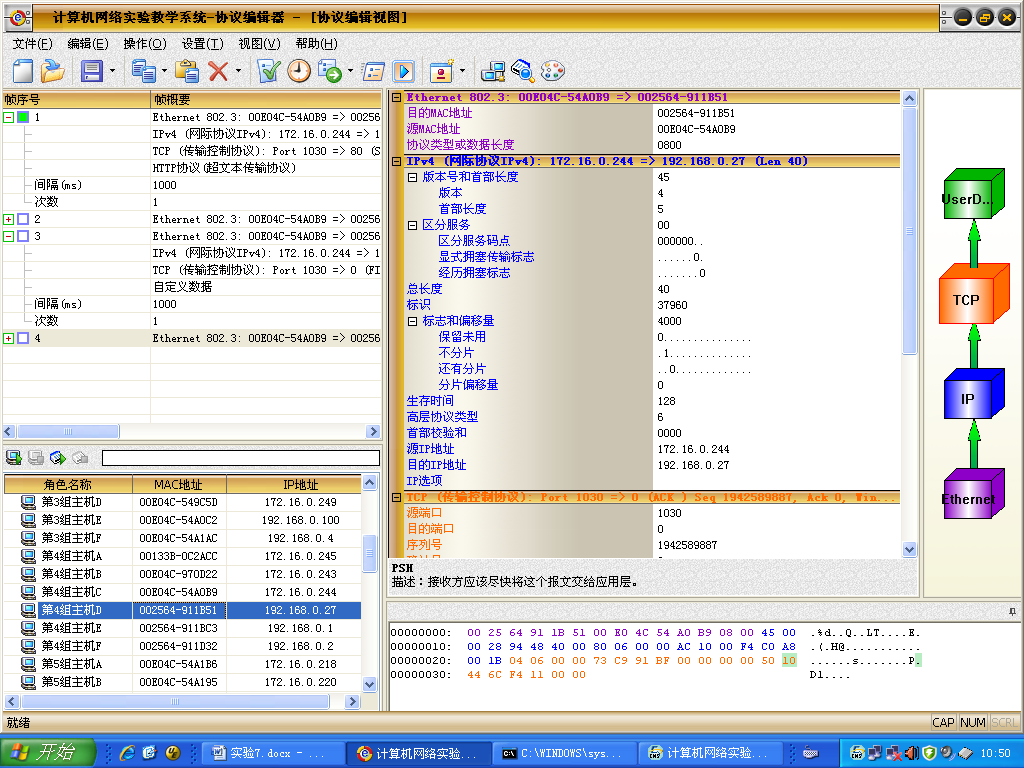 计算机网络实验教学系统-协议编辑器 - [协议编辑视图]
文件(F) 编辑(E) 操作(O) 设置(T) 视图(V) 帮助(H)
帧序号 帧概要
1 Ethernet 802.3: 00E04C-54A0B9 => 00256
IPv4 (网际协议IPv4): 172.16.0.244 => 1
TCP (传输控制协议): Port 1030 => 80 (S
HTTP协议(超文本传输协议)
间隔(ms) 1000
次数 1
2 Ethernet 802.3: 00E04C-54A0B9 => 00256
3 Ethernet 802.3: 00E04C-54A0B9 => 00256
IPv4 (网际协议IPv4): 172.16.0.244 => 1
TCP (传输控制协议): Port 1030 => 0 (FI
自定义数据
间隔(ms) 1000
次数 1
4 Ethernet 802.3: 00E04C-54A0B9 => 00256
角色名称 MAC地址 IP地址
第3组主机D 00E04C-549C5D 172.16.0.249
第3组主机E 00E04C-54A0C2 192.168.0.100
第3组主机F 00E04C-54A1AC 192.168.0.4
第4组主机A 00133B-0C2ACC 172.16.0.245
第4组主机B 00E04C-970D22 172.16.0.243
第4组主机C 00E04C-54A0B9 172.16.0.244
第4组主机D 002564-911B51 192.168.0.27
第4组主机E 002564-911BC3 192.168.0.1
第4组主机F 002564-911D32 192.168.0.2
第5组主机A 00E04C-54A1B6 172.16.0.218
第5组主机B 00E04C-54A195 172.16.0.220
Ethernet 802.3: 00E04C-54A0B9 => 002564-911B51
目的MAC地址 002564-911B51
源MAC地址 00E04C-54A0B9
协议类型或数据长度 0800
IPv4 (网际协议IPv4): 172.16.0.244 => 192.168.0.27 (Len 40)
版本号和首部长度 45
版本 4
首部长度 5
区分服务 00
区分服务码点 000000..
显式拥塞传输标志 ......0.
经历拥塞标志 .......0
总长度 40
标识 37960
标志和偏移量 4000
保留未用 0...............
不分片 .1..............
还有分片 ..0.............
分片偏移量 0
生存时间 128
高层协议类型 6
首部校验和 0000
源IP地址 172.16.0.244
目的IP地址 192.168.0.27
IP选项
TCP (传输控制协议): Port 1030 => 0 (ACK ) Seq 1942589887, Ack 0, Win...
源端口 1030
目的端口 0
序列号 1942589887
PSH
描述：接收方应该尽快将这个报文交给应用层。
00000000: 00 25 64 91 1B 51 00 E0 4C 54 A0 B9 08 00 45 00 .%d..Q..LT....E.
00000010: 00 28 94 48 40 00 80 06 00 00 AC 10 00 F4 C0 A8 .(.H@...........
00000020: 00 1B 04 06 00 00 73 C9 91 BF 00 00 00 00 50 10 ......s.......P.
00000030: 44 6C F4 11 00 00 Dl....
UserD...
TCP
IP
Ethernet
就绪 CAP NUM SCRL
开始 实验7.docx - ... 计算机网络实验... C:\WINDOWS\sys... 计算机网络实验... 10:50